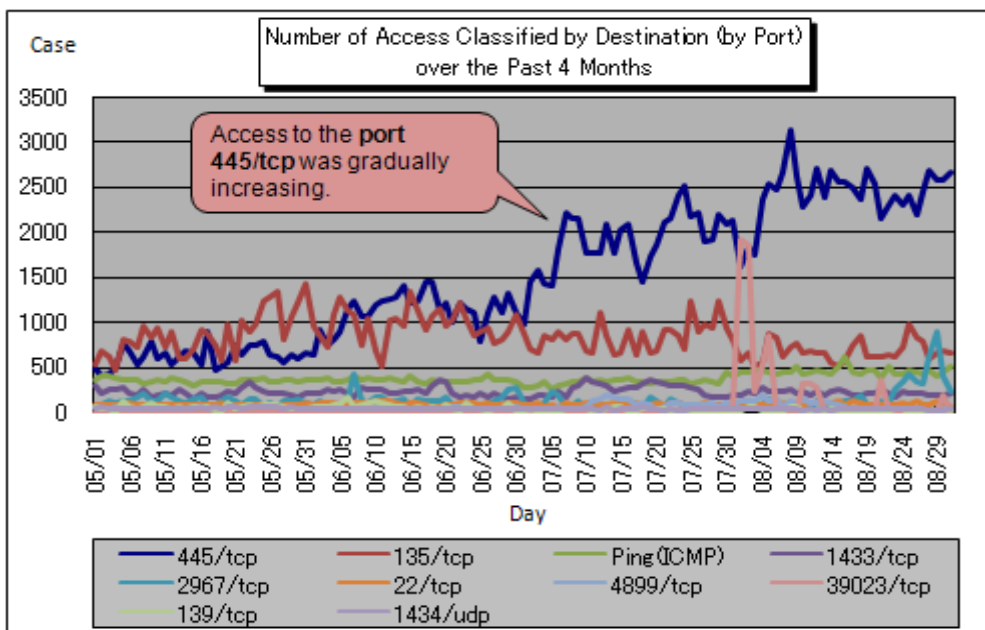 Case
Number of Access Classified by Destination (by Port)
over the Past 4 Months
3500
3000
2500
2000
1500
1000
500
0
Access to the port
445/tcp was gradually
increasing.
05/01
05/06
05/11
05/16
05/21
05/26
05/31
06/05
06/10
06/15
06/20
06/25
06/30
07/05
07/10
07/15
07/20
07/25
07/30
08/04
08/09
08/14
08/19
08/24
08/29
Day
445/tcp
135/tcp
Ping(ICMP)
1433/tcp
2967/tcp
22/tcp
4899/tcp
39023/tcp
139/tcp
1434/udp